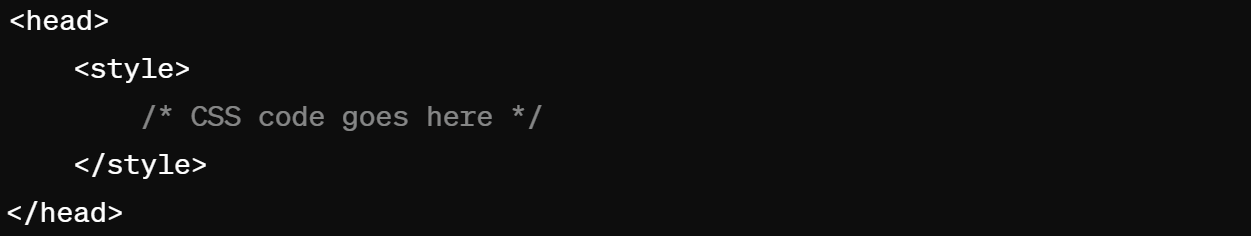 <head>
<style>
/* CSS code goes here */
</style>
</head>